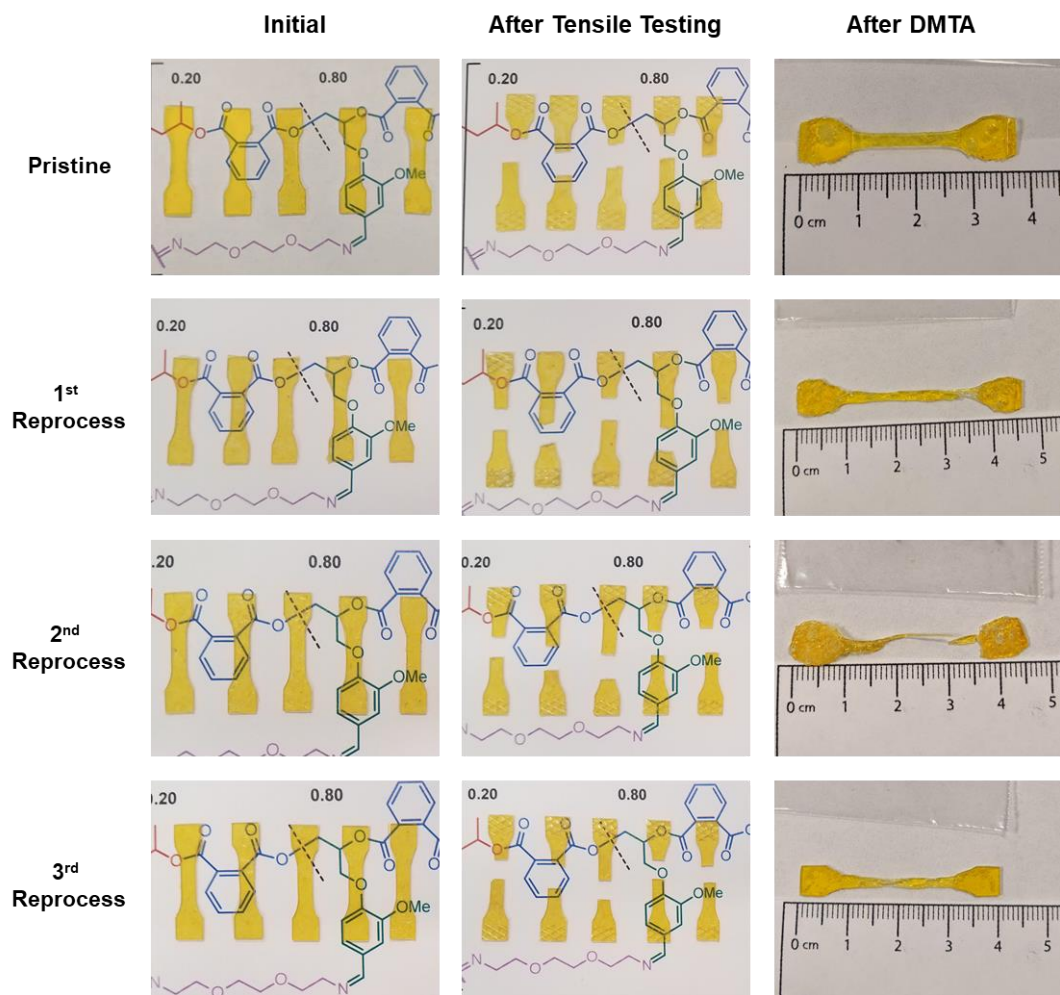 Initial
After Tensile Testing
After DMTA
Pristine
0.20 0.80
O O O O O
O
O
OMe
N O O N
0.20 0.80
O O O O O
O
O
OMe
N O O N
0 cm 1 2 3 4
1st
Reprocess
0.20 0.80
O O O O O
O
O
OMe
N O O N
0.20 0.80
O O O O O
O
O
OMe
N O O N
0 cm 1 2 3 4 5
2nd
Reprocess
.20 0.80
O O O O O
O
O
OMe
O N
.20 0.80
O O O O O
O
O
OMe
N O O N
0 cm 1 2 3 4 5
3rd
Reprocess
0.20 0.80
O O O O O
O
O
OMe
N O O N
0.20 0.80
O O O O O
O
O
OMe
N O O N
0 cm 1 2 3 4 5